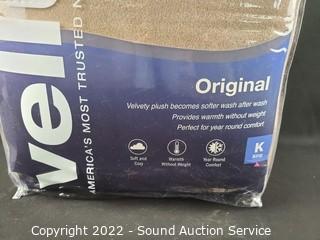 vell
AMERICA'S MOST TRUSTED
Original
Velvety plush becomes softer wash after wash
Provides warmth without weight
Perfect for year round comfort
Soft and
Cozy
Warmth
Without Weight
Year Round
Comfort
K
KING
Copyright 2022 - Sound Auction Service